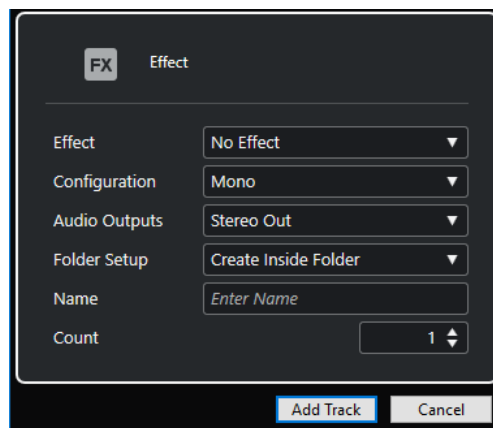 FX Effect
Effect No Effect
Configuration Mono
Audio Outputs Stereo Out
Folder Setup Create Inside Folder
Name Enter Name
Count 1
Add Track Cancel